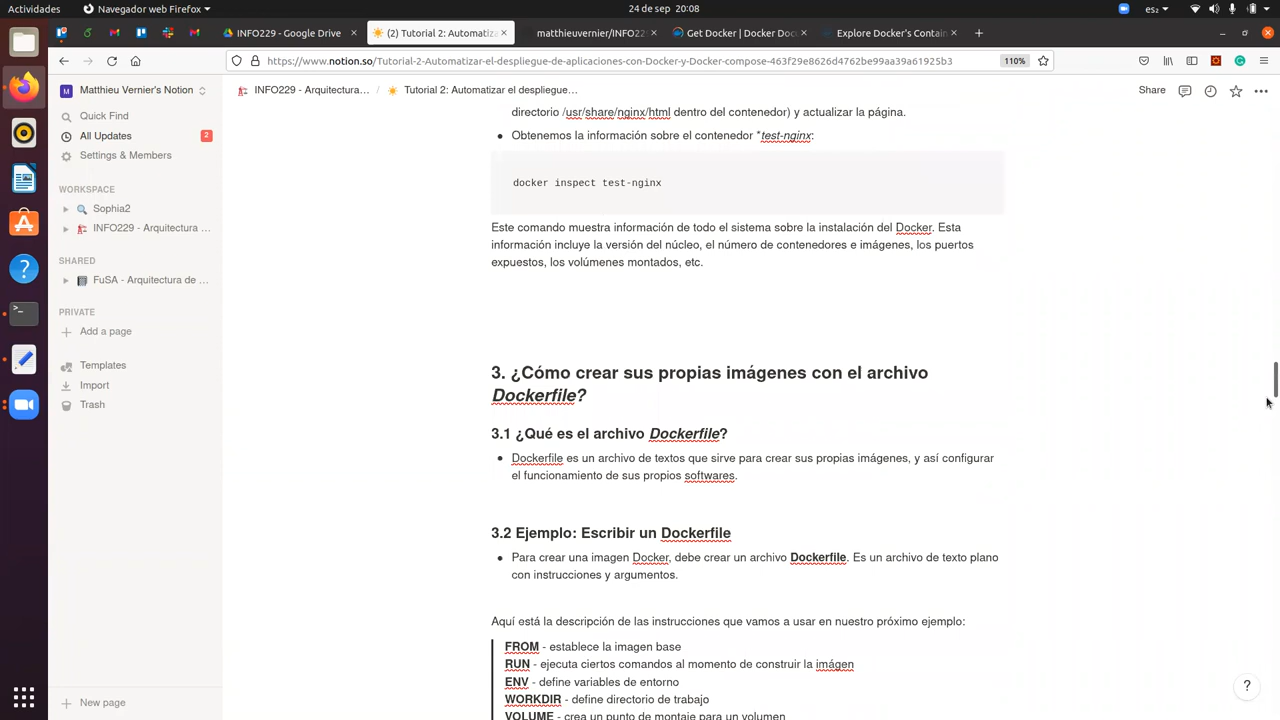 Actividades
Navegador web Firefox
24 de sep 20:08
es₂
INFO229 - Google Drive
(2) Tutorial 2: Automatiz
matthieuvernier/INFO22
Get Docker | Docker Doc
Explore Docker's Contain
https://www.notion.so/Tutorial-2-Automatizar-el-despliegue-de-aplicaciones-con-Docker-y-Docker-compose-463f29e8626d4762be99aa39a61925b3
110%
M Matthieu Vernier's Notion
INFO229 - Arquitectura... / Tutorial 2: Automatizar el despliegue...
Share
Quick Find
All Updates 2
Settings & Members
WORKSPACE
Sophia2
INFO229 - Arquitectura ...
SHARED
FuSA - Arquitectura de ...
PRIVATE
Add a page
Templates
Import
Trash
New page
directorio /usr/share/nginx/html dentro del contenedor) y actualizar la página.
• Obtenemos la información sobre el contenedor *test-nginx:
docker inspect test-nginx
Este comando muestra información de todo el sistema sobre la instalación del Docker. Esta
información incluye la versión del núcleo, el número de contenedores e imágenes, los puertos
expuestos, los volúmenes montados, etc.
3. ¿Cómo crear sus propias imágenes con el archivo
Dockerfile?
3.1 ¿Qué es el archivo Dockerfile?
• Dockerfile es un archivo de textos que sirve para crear sus propias imágenes, y así configurar
el funcionamiento de sus propios softwares.
3.2 Ejemplo: Escribir un Dockerfile
• Para crear una imagen Docker, debe crear un archivo Dockerfile. Es un archivo de texto plano
con instrucciones y argumentos.
Aquí está la descripción de las instrucciones que vamos a usar en nuestro próximo ejemplo:
FROM - establece la imagen base
RUN - ejecuta ciertos comandos al momento de construir la imágen
ENV - define variables de entorno
WORKDIR - define directorio de trabajo
VOLUME - crea un punto de montaje para un volumen
?